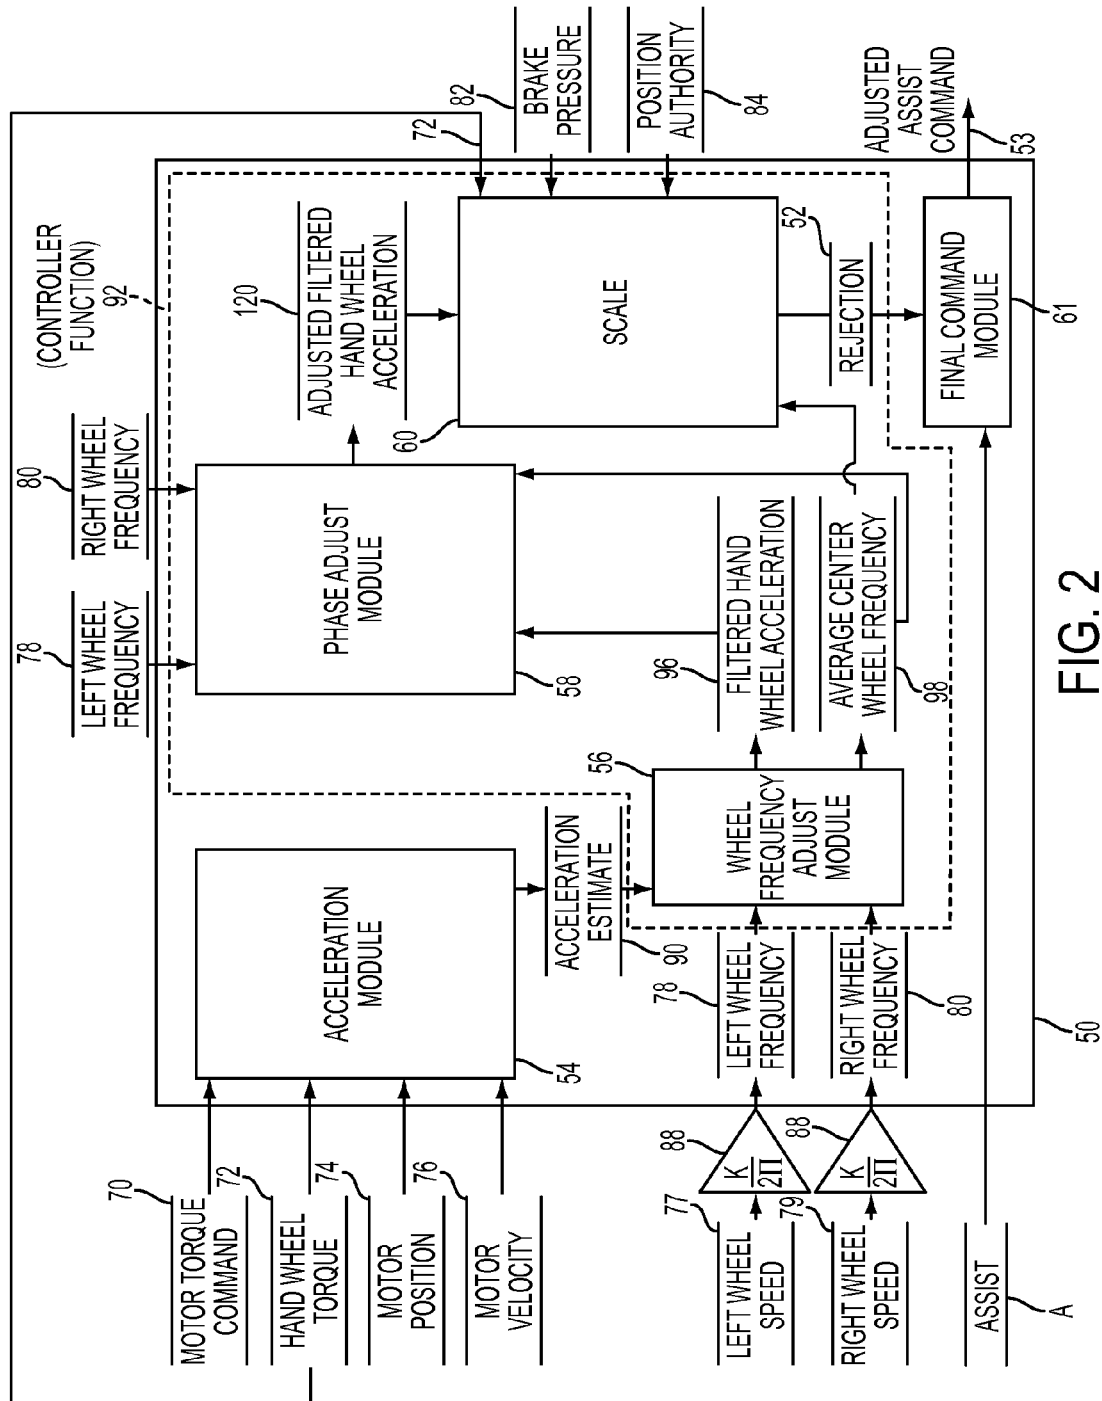 (CONTROLLER
FUNCTION)
92
70
MOTOR TORQUE
COMMAND
72
HAND WHEEL
TORQUE
74
MOTOR
POSITION
76
MOTOR
VELOCITY
77
LEFT WHEEL
SPEED
79
RIGHT WHEEL
SPEED
ASSIST
A
88
K
2Π
88
K
2Π
ACCELERATION
MODULE
54
ACCELERATION
ESTIMATE
90
78
LEFT WHEEL
FREQUENCY
RIGHT WHEEL
FREQUENCY
80
50
56
WHEEL
FREQUENCY
ADJUST
MODULE
78
LEFT WHEEL
FREQUENCY
80
RIGHT WHEEL
FREQUENCY
PHASE ADJUST
MODULE
58
96
FILTERED HAND
WHEEL ACCELERATION
AVERAGE CENTER
WHEEL FREQUENCY
98
120
ADJUSTED FILTERED
HAND WHEEL
ACCELERATION
60
SCALE
72
82
BRAKE
PRESSURE
POSITION
AUTHORITY
84
52
REJECTION
FINAL COMMAND
MODULE
61
ADJUSTED
ASSIST
COMMAND
53
FIG. 2